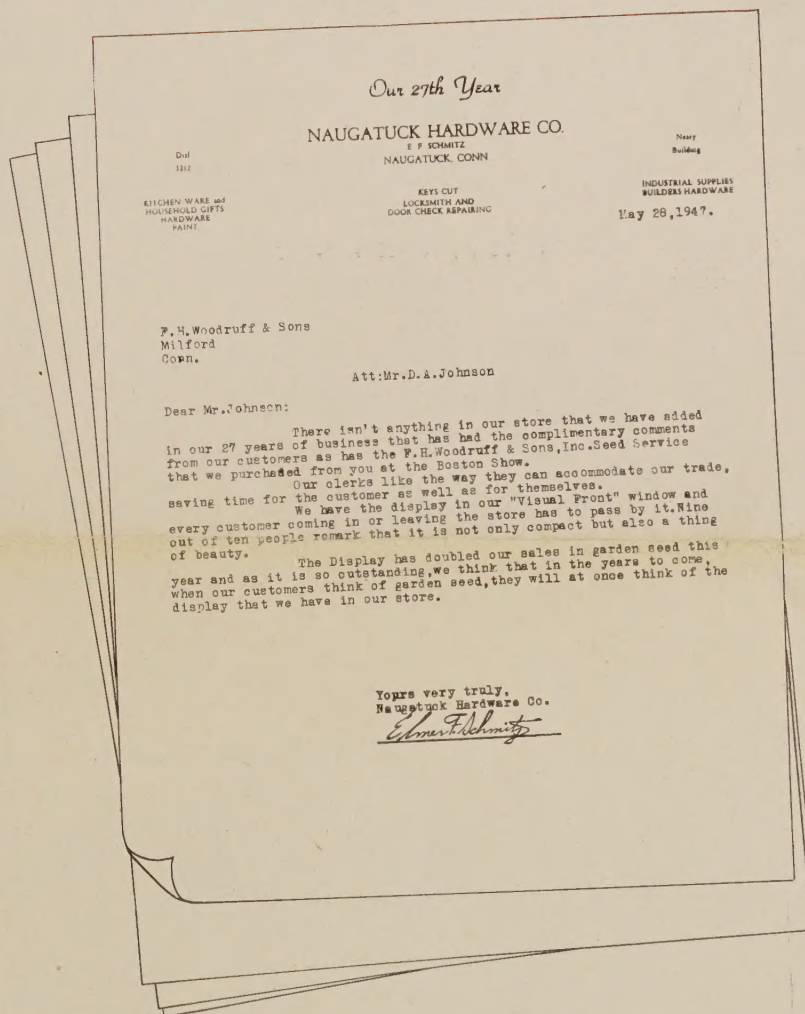 Our 27th Year
NAUGATUCK HARDWARE CO.
E F SCHMITZ
NAUGATUCK, CONN
Dial
3212
Neary
Building
KITCHEN WARE and
HOUSEHOLD GIFTS
HARDWARE
PAINT
KEYS CUT
LOCKSMITH AND
DOOR CHECK REPAIRING
INDUSTRIAL SUPPLIES
BUILDERS HARDWARE
May 28,1947.
F.H.Woodruff & Sons
Milford
Conn.
Att:Mr.D.A.Johnson
Dear Mr.Johnson:
There isn't anything in our store that we have added
in our 27 years of business that has had the complimentary comments
from our customers as has the F.H.Woodruff & Sons,Inc.Seed Service
that we purchased from you at the Boston Show.
Our clerks like the way they can accommodate our trade,
saving time for the customer as well as for themselves.
We have the display in our "Visual Front" window and
every customer coming in or leaving the store has to pass by it.Nine
out of ten people remark that it is not only compact but also a thing
of beauty.
The Display has doubled our sales in garden seed this
year and as it is so outstanding,we think that in the years to come,
when our customers think of garden seed,they will at once think of the
display that we have in our store.
Yours very truly,
Naugatuck Hardware Co.
Elmer F. Schmitz